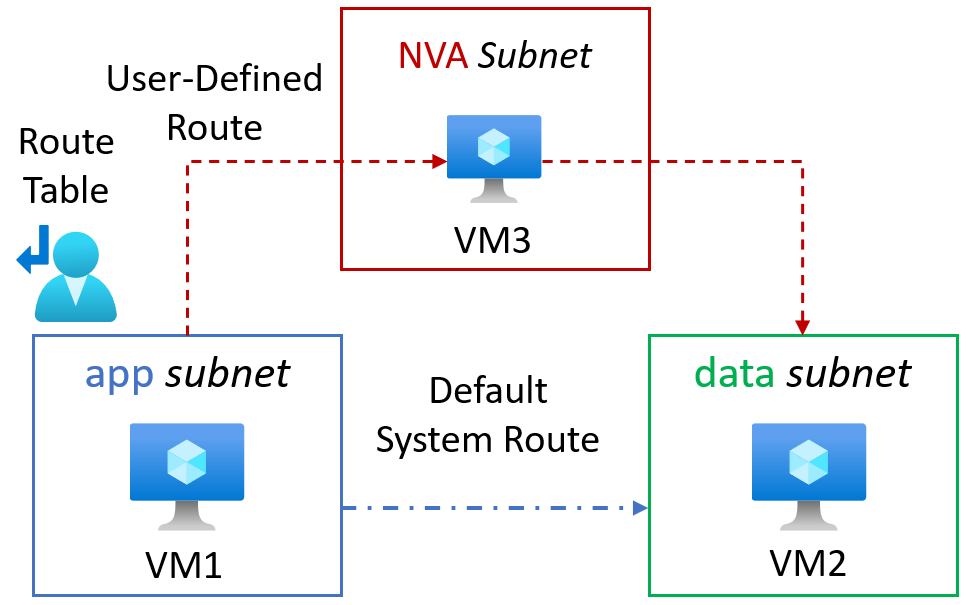 NVA Subnet
User-Defined
Route
Route
Table
VM3
app subnet
Default
System Route
data subnet
VM1
VM2